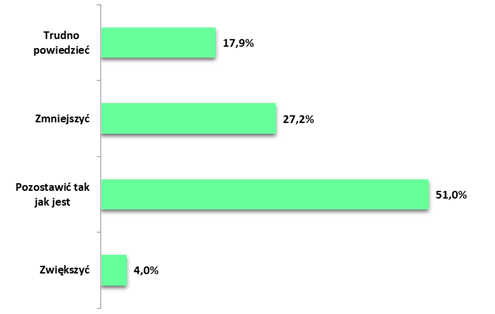 Trudno
powiedzieć
17,9%
Zmniejszyć
27,2%
Pozostawić tak
jak jest
51,0%
Zwiększyć
4,0%